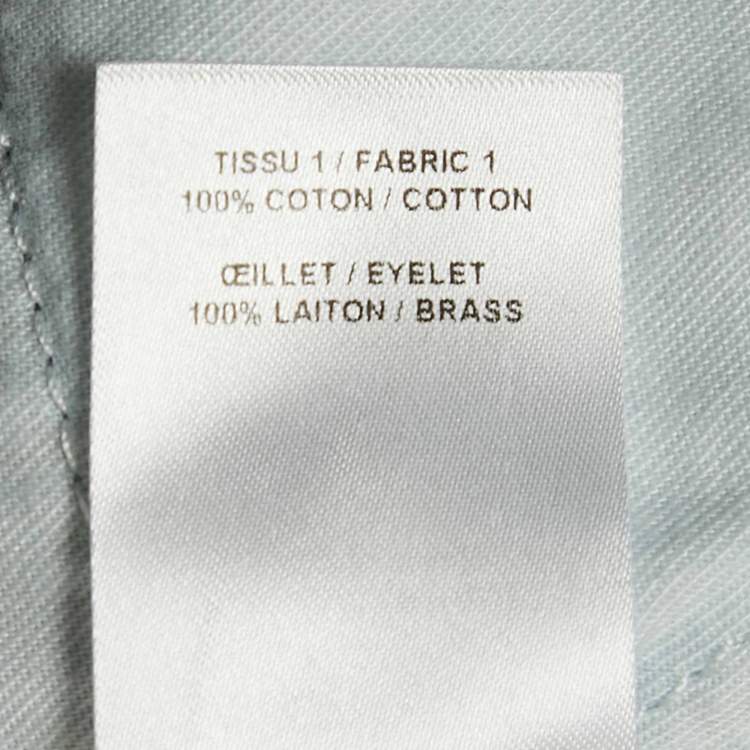 TISSU 1 / FABRIC 1
100% COTON / COTTON
ŒILLET / EYELET
100% LAITON / BRASS